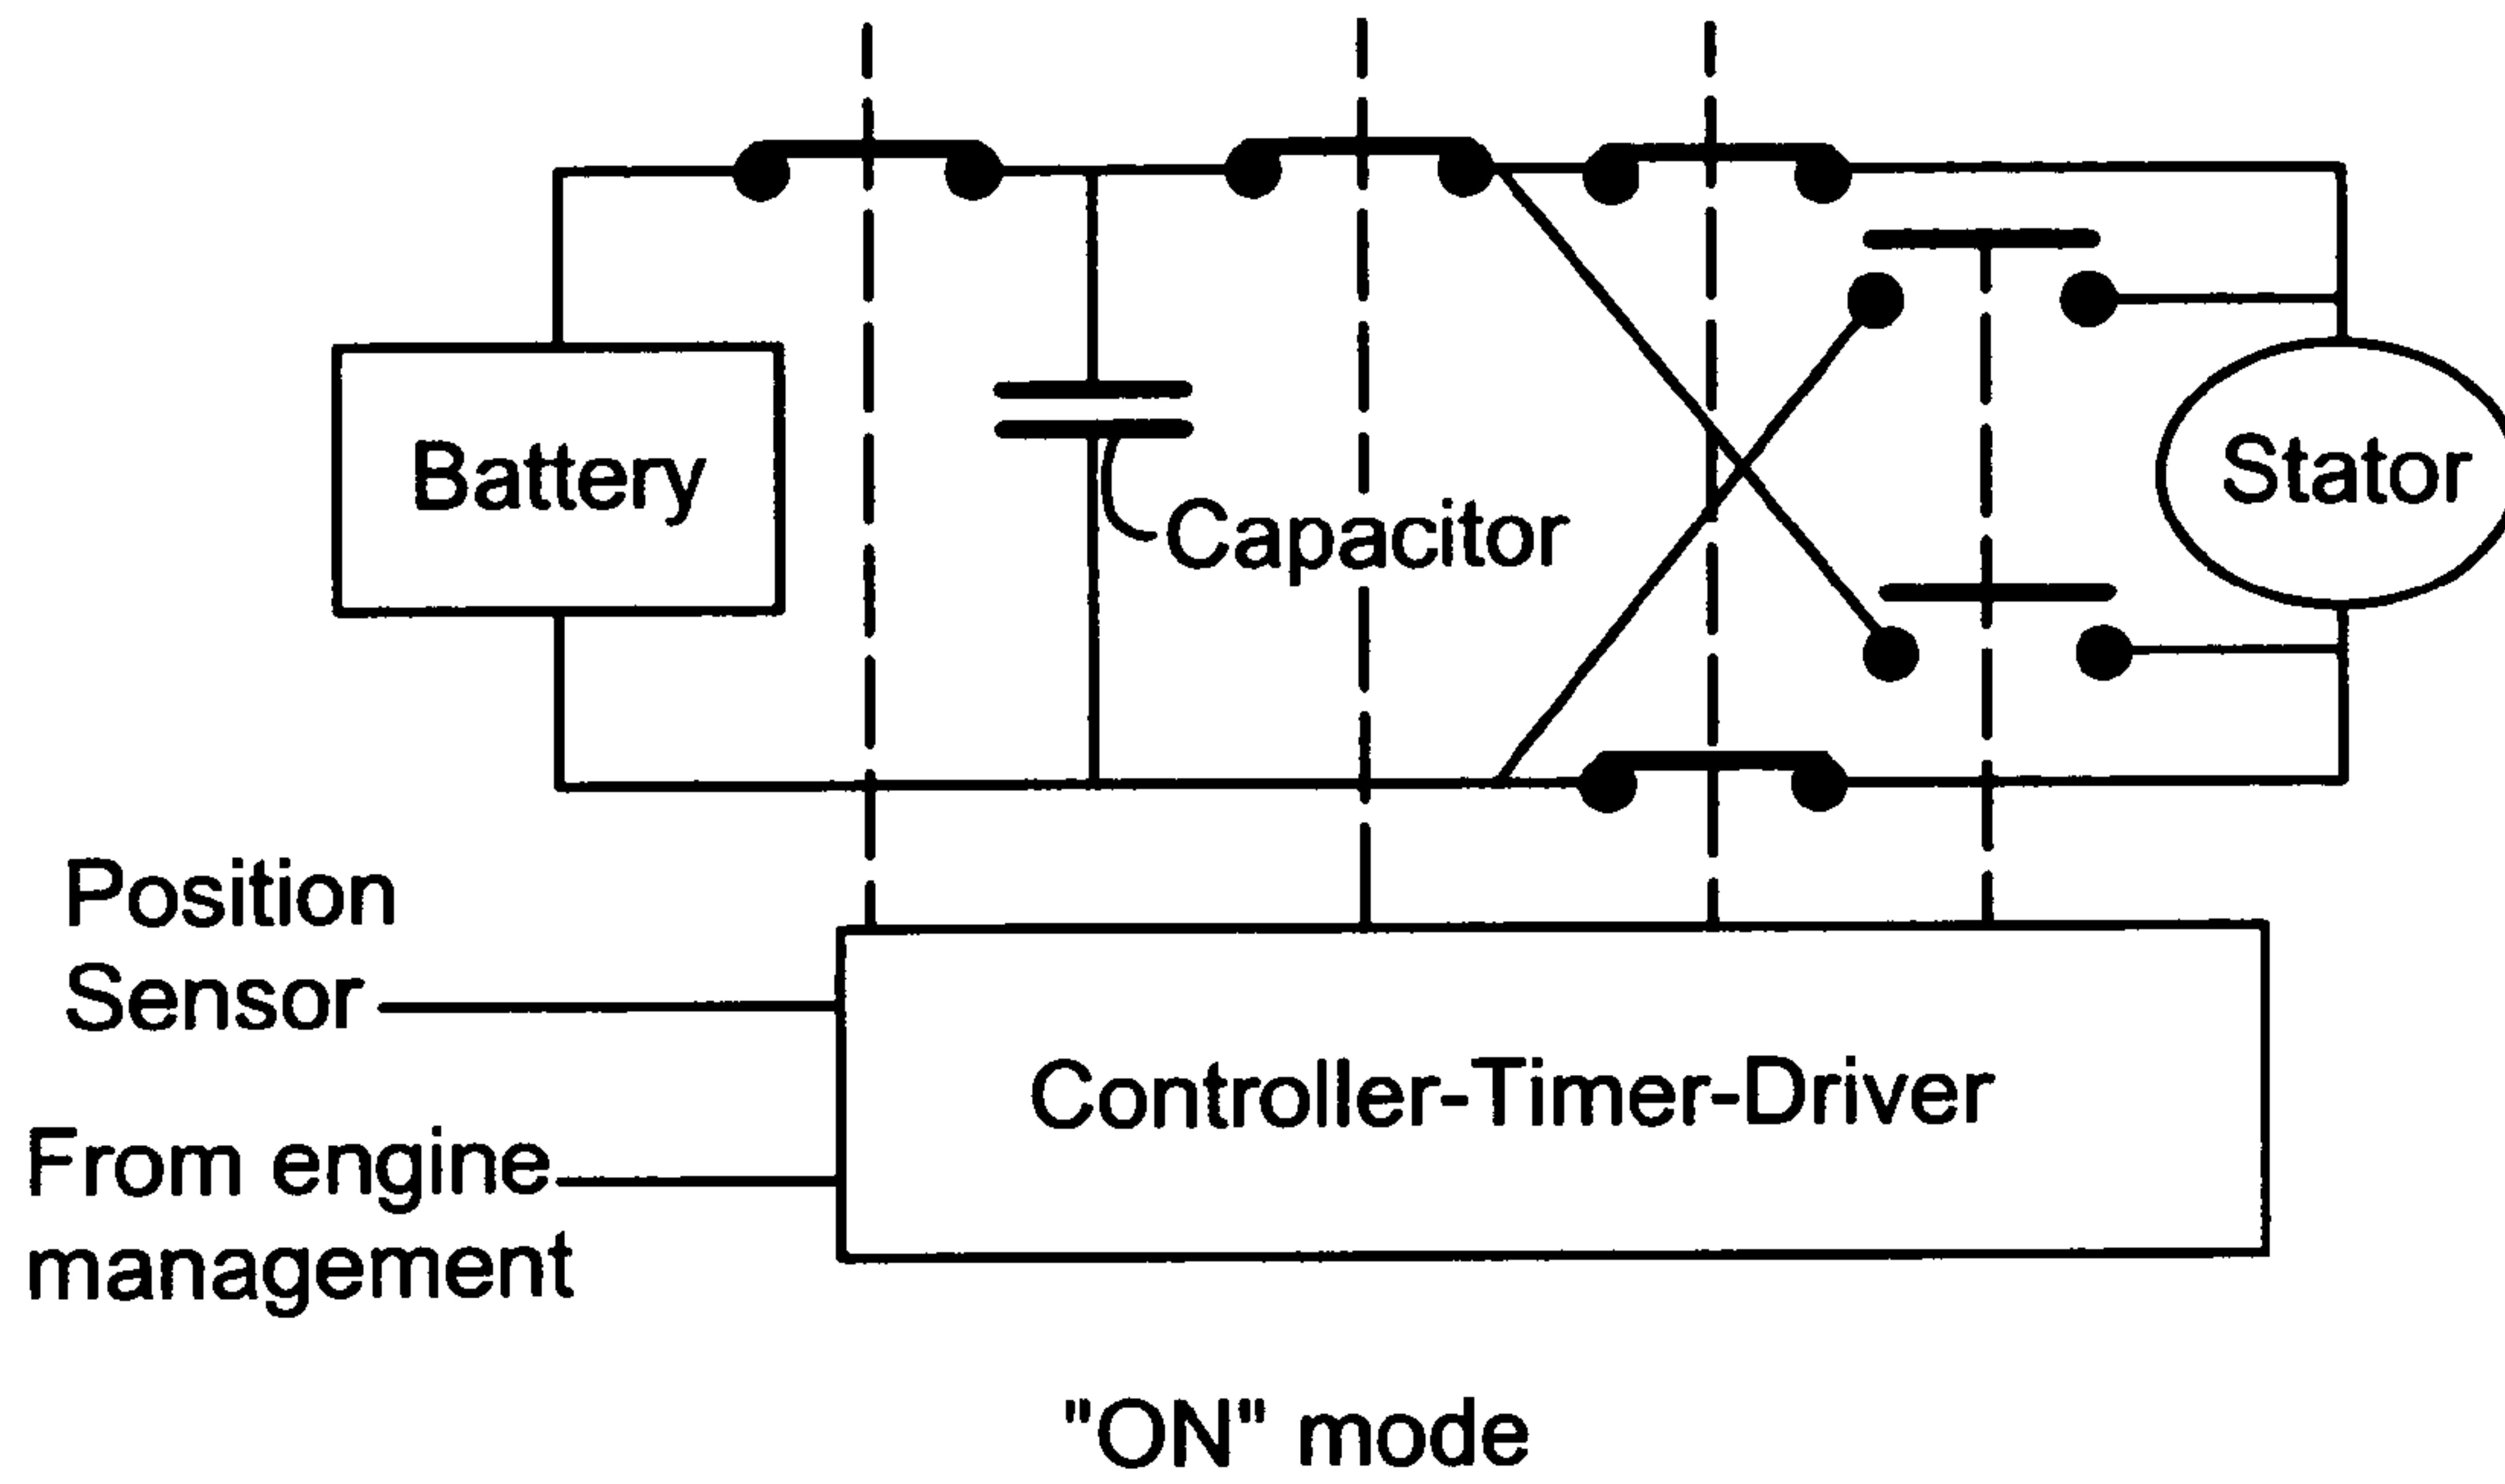 Battery
Stator
Capacitor
Position
Sensor
Controller-Timer-Driver
From engine
management
"ON" mode